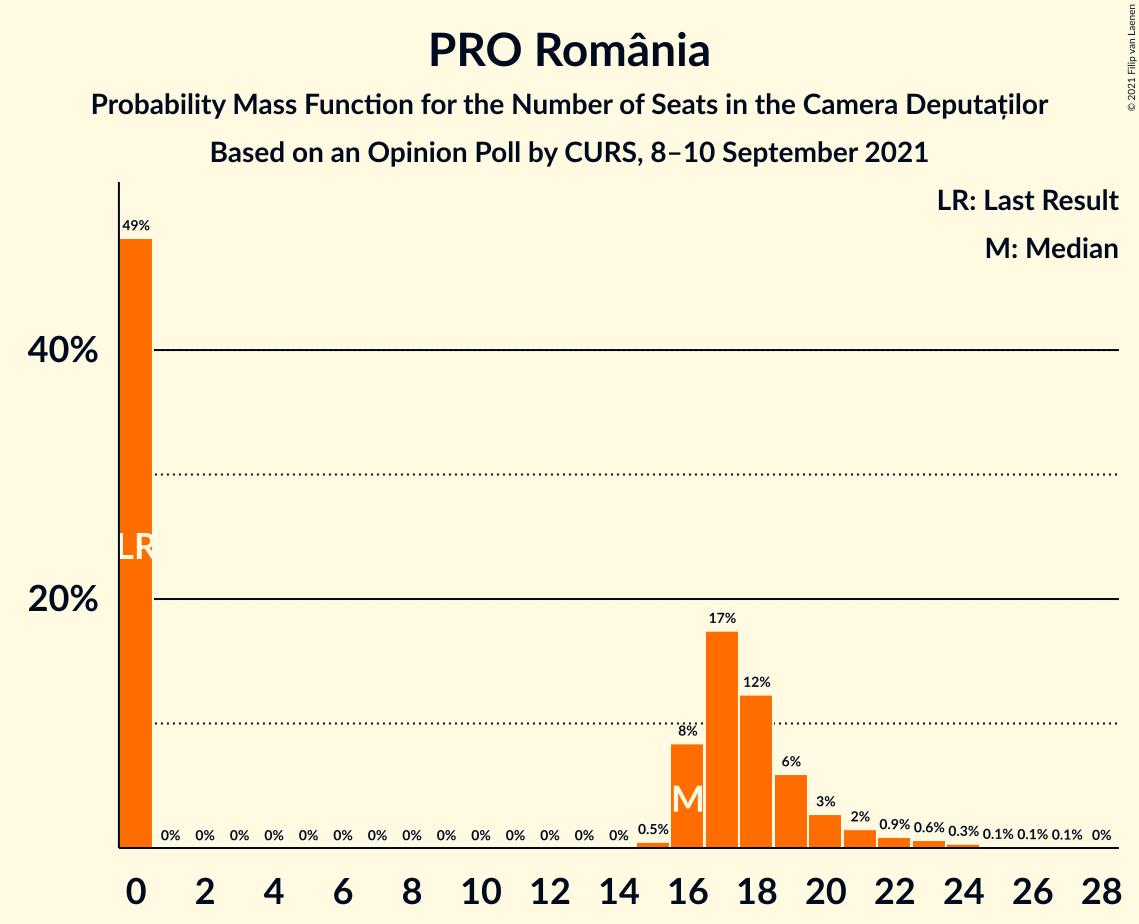 © 2021 Filip van Laenen
PRO România
Probability Mass Function for the Number of Seats in the Camera Deputaților
Based on an Opinion Poll by CURS, 8–10 September 2021
LR: Last Result
M: Median
49%
40%
LR
20%
17%
12%
8%
M
6%
3%
2%
0% 0% 0% 0% 0% 0% 0% 0% 0% 0% 0% 0% 0% 0% 0.5% 0.9% 0.6% 0.3% 0.1% 0.1% 0.1% 0%
0 2 4 6 8 10 12 14 16 18 20 22 24 26 28